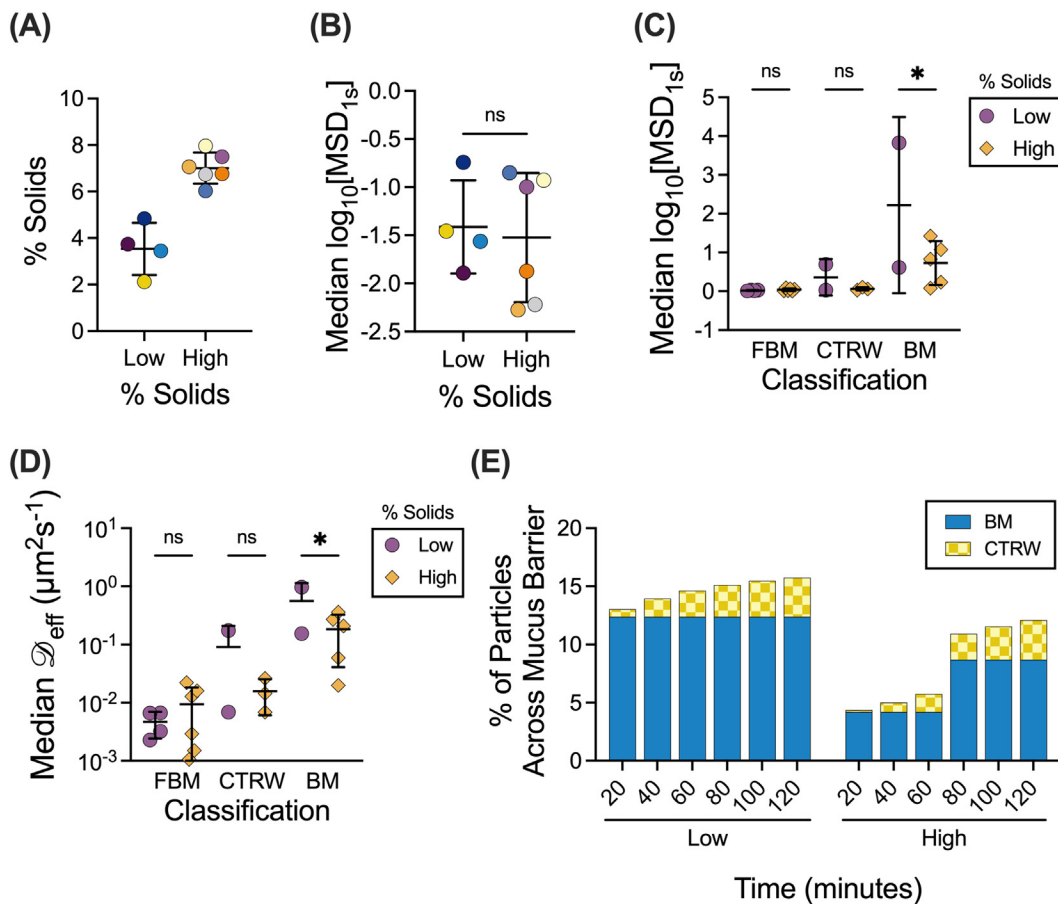 (A)
% Solids
10
8
6
4
2
0
Low High
% Solids
(B)
Median log10[MSD1s]
0.0
-0.5
-1.0
-1.5
-2.0
-2.5
ns
Low High
% Solids
(C)
Median log10[MSD1s]
5
4
3
2
1
0
-1
ns ns *
FBM CTRW BM
Classification
% Solids
Low
High
(D)
Median 𝒟eff (µm²s-¹)
10¹
10⁰
10-¹
10-²
10-³
ns ns *
FBM CTRW BM
Classification
% Solids
Low
High
(E)
% of Particles
Across Mucus Barrier
20
15
10
5
0
BM
CTRW
20 40 60 80 100 120 20 40 60 80 100 120
Low High
Time (minutes)